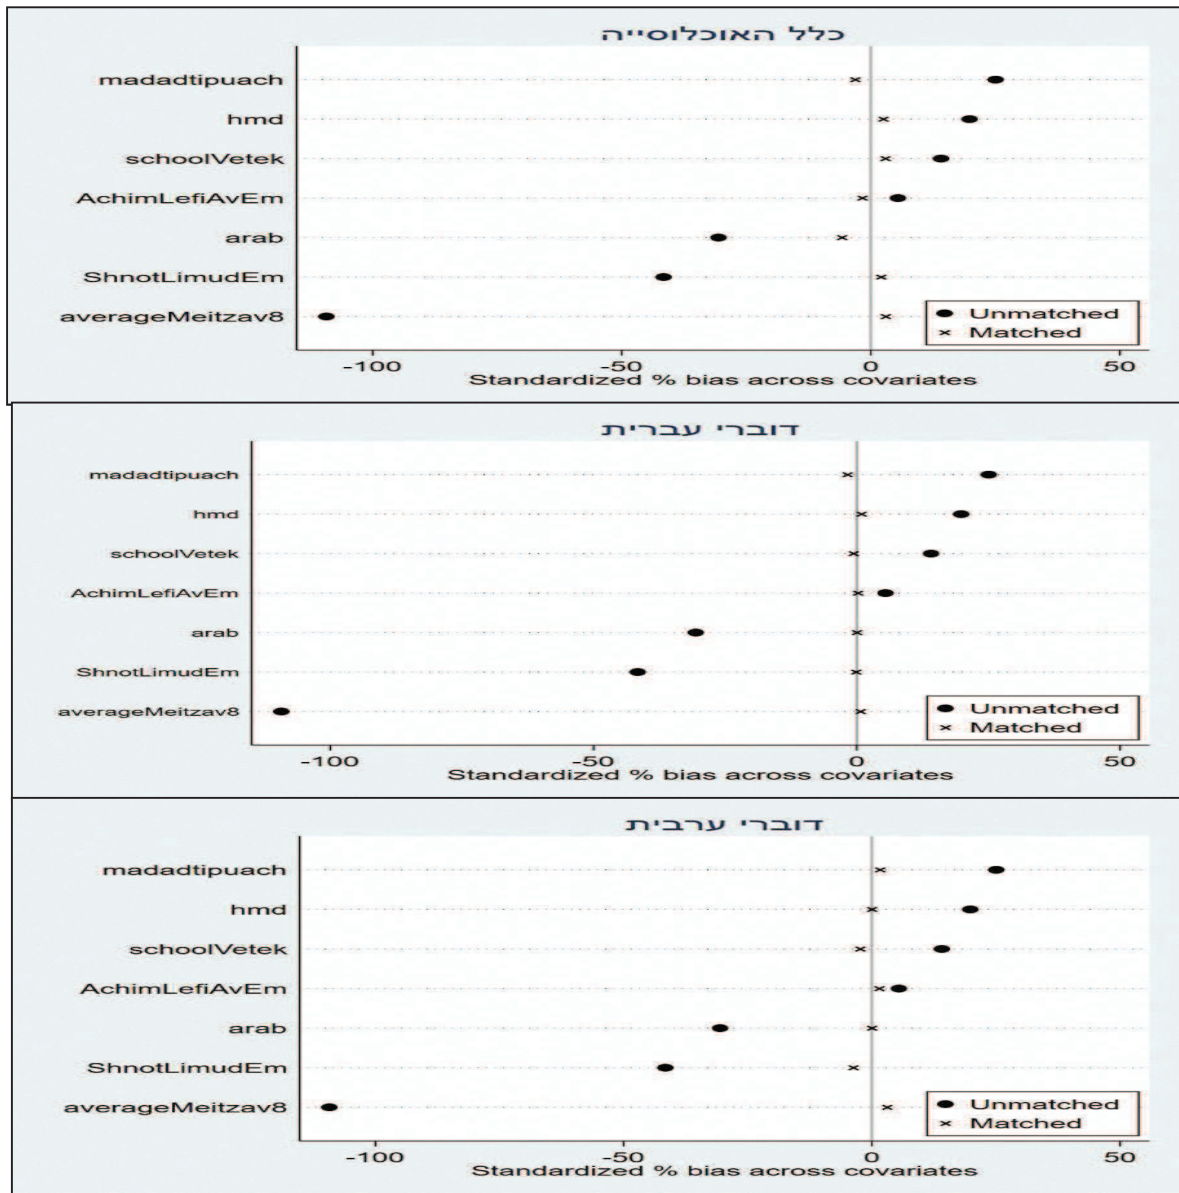 כלל האוכלוסייה
madadtipuach
hmd
schoolVetek
AchimLefiAvEm
arab
ShnotLimudEm
averageMeitzav8
Unmatched
Matched
-100 -50 0 50
Standardized % bias across covariates
דוברי עברית
madadtipuach
hmd
schoolVetek
AchimLefiAvEm
arab
ShnotLimudEm
averageMeitzav8
Unmatched
Matched
-100 -50 0 50
Standardized % bias across covariates
דוברי ערבית
madadtipuach
hmd
schoolVetek
AchimLefiAvEm
arab
ShnotLimudEm
averageMeitzav8
Unmatched
Matched
-100 -50 0 50
Standardized % bias across covariates